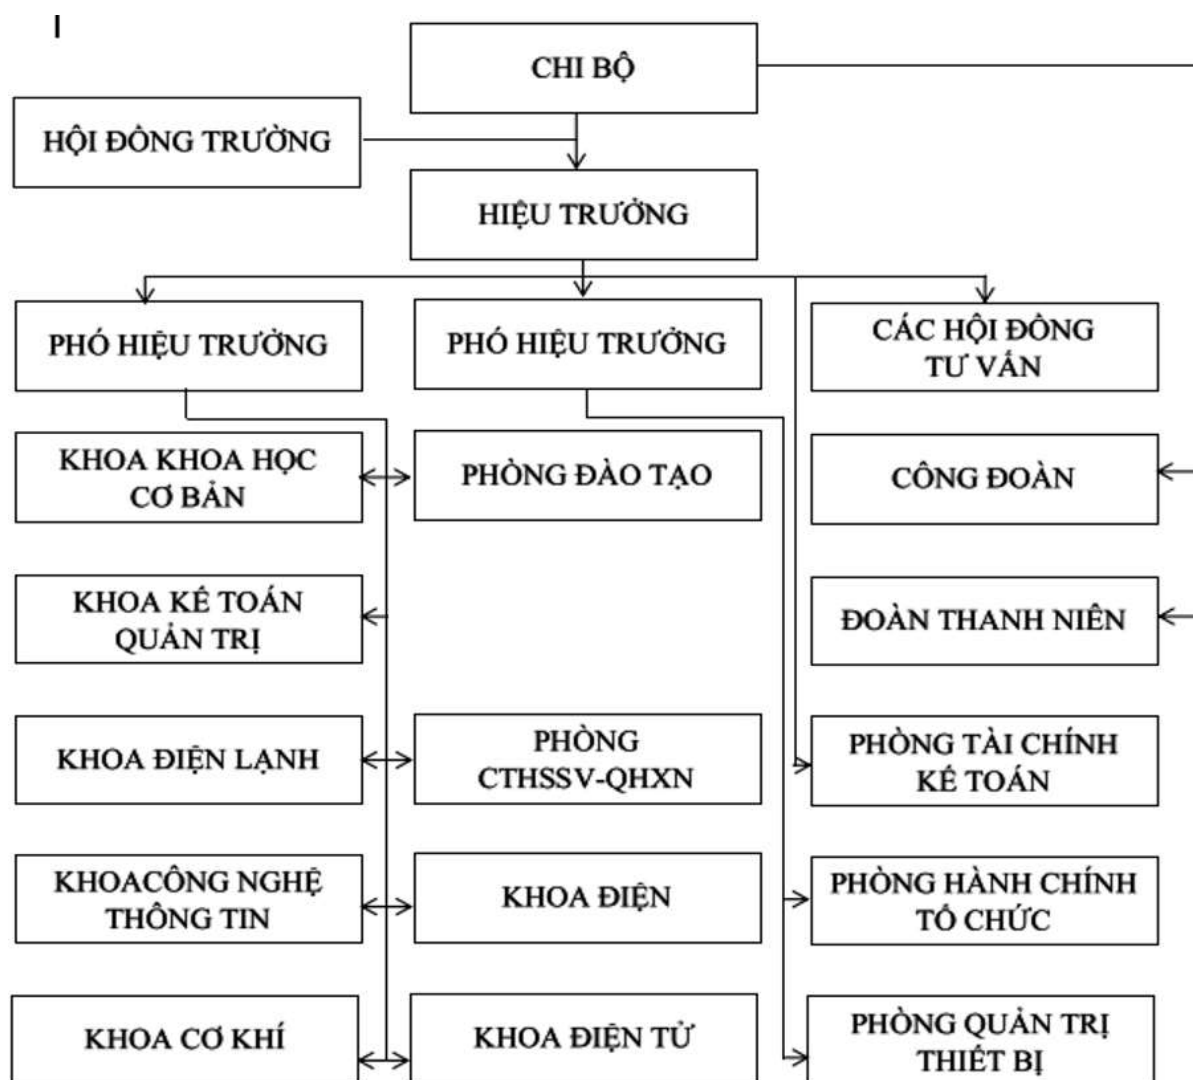 CHI BỘ
HỘI ĐỒNG TRƯỜNG
HIỆU TRƯỞNG
PHÓ HIỆU TRƯỞNG
PHÓ HIỆU TRƯỞNG
CÁC HỘI ĐỒNG
TƯ VẤN
KHOA KHOA HỌC
CƠ BẢN
PHÒNG ĐÀO TẠO
CÔNG ĐOÀN
KHOA KẾ TOÁN
QUẢN TRỊ
ĐOÀN THANH NIÊN
KHOA ĐIỆN LẠNH
PHÒNG
CTHSSV-QHXN
PHÒNG TÀI CHÍNH
KẾ TOÁN
KHOACÔNG NGHỆ
THÔNG TIN
KHOA ĐIỆN
PHÒNG HÀNH CHÍNH
TỔ CHỨC
KHOA CƠ KHÍ
KHOA ĐIỆN TỬ
PHÒNG QUẢN TRỊ
THIẾT BỊ